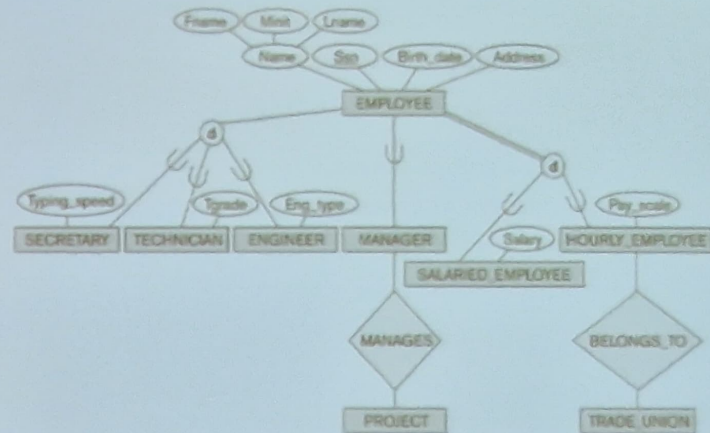 Fname Minit Lname
Name Ssn Birth_date Address
EMPLOYEE
d
d
Typing_speed Tgrade Eng_type Pay_scale
SECRETARY TECHNICIAN ENGINEER MANAGER Salary HOURLY_EMPLOYEE
SALARIED_EMPLOYEE
MANAGES BELONGS_TO
PROJECT TRADE_UNION